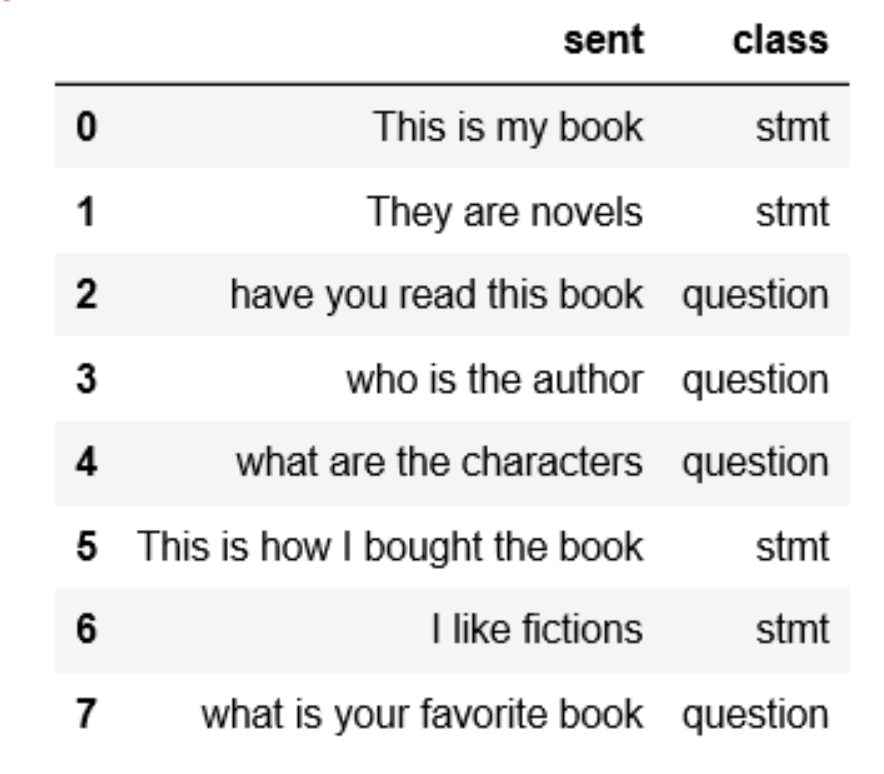 sent class
0 This is my book stmt
1 They are novels stmt
2 have you read this book question
3 who is the author question
4 what are the characters question
5 This is how I bought the book stmt
6 I like fictions stmt
7 what is your favorite book question